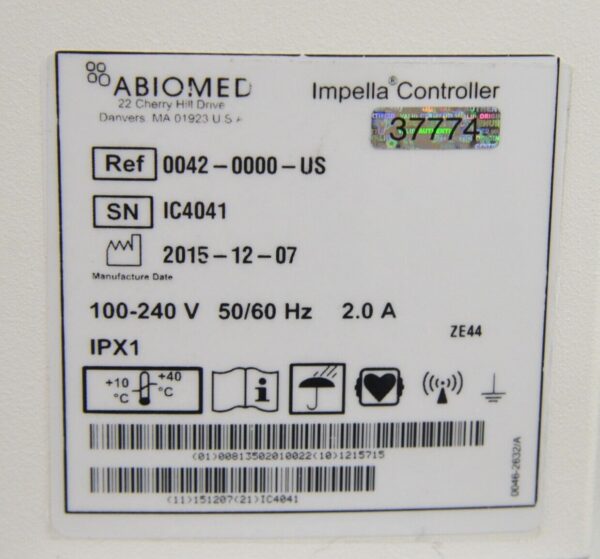 ABIOMED
22 Cherry Hill Drive
Danvers, MA 01923 U S A
Impella® Controller
37774
Ref 0042-0000-US
SN IC4041
2015-12-07
Manufacture Date
100-240 V 50/60 Hz 2.0 A
ZE44
IPX1
+10 °C +40 °C
i
(01)00813502010022(10)1215715
(11)151207(21)IC4041
0046-2632/A